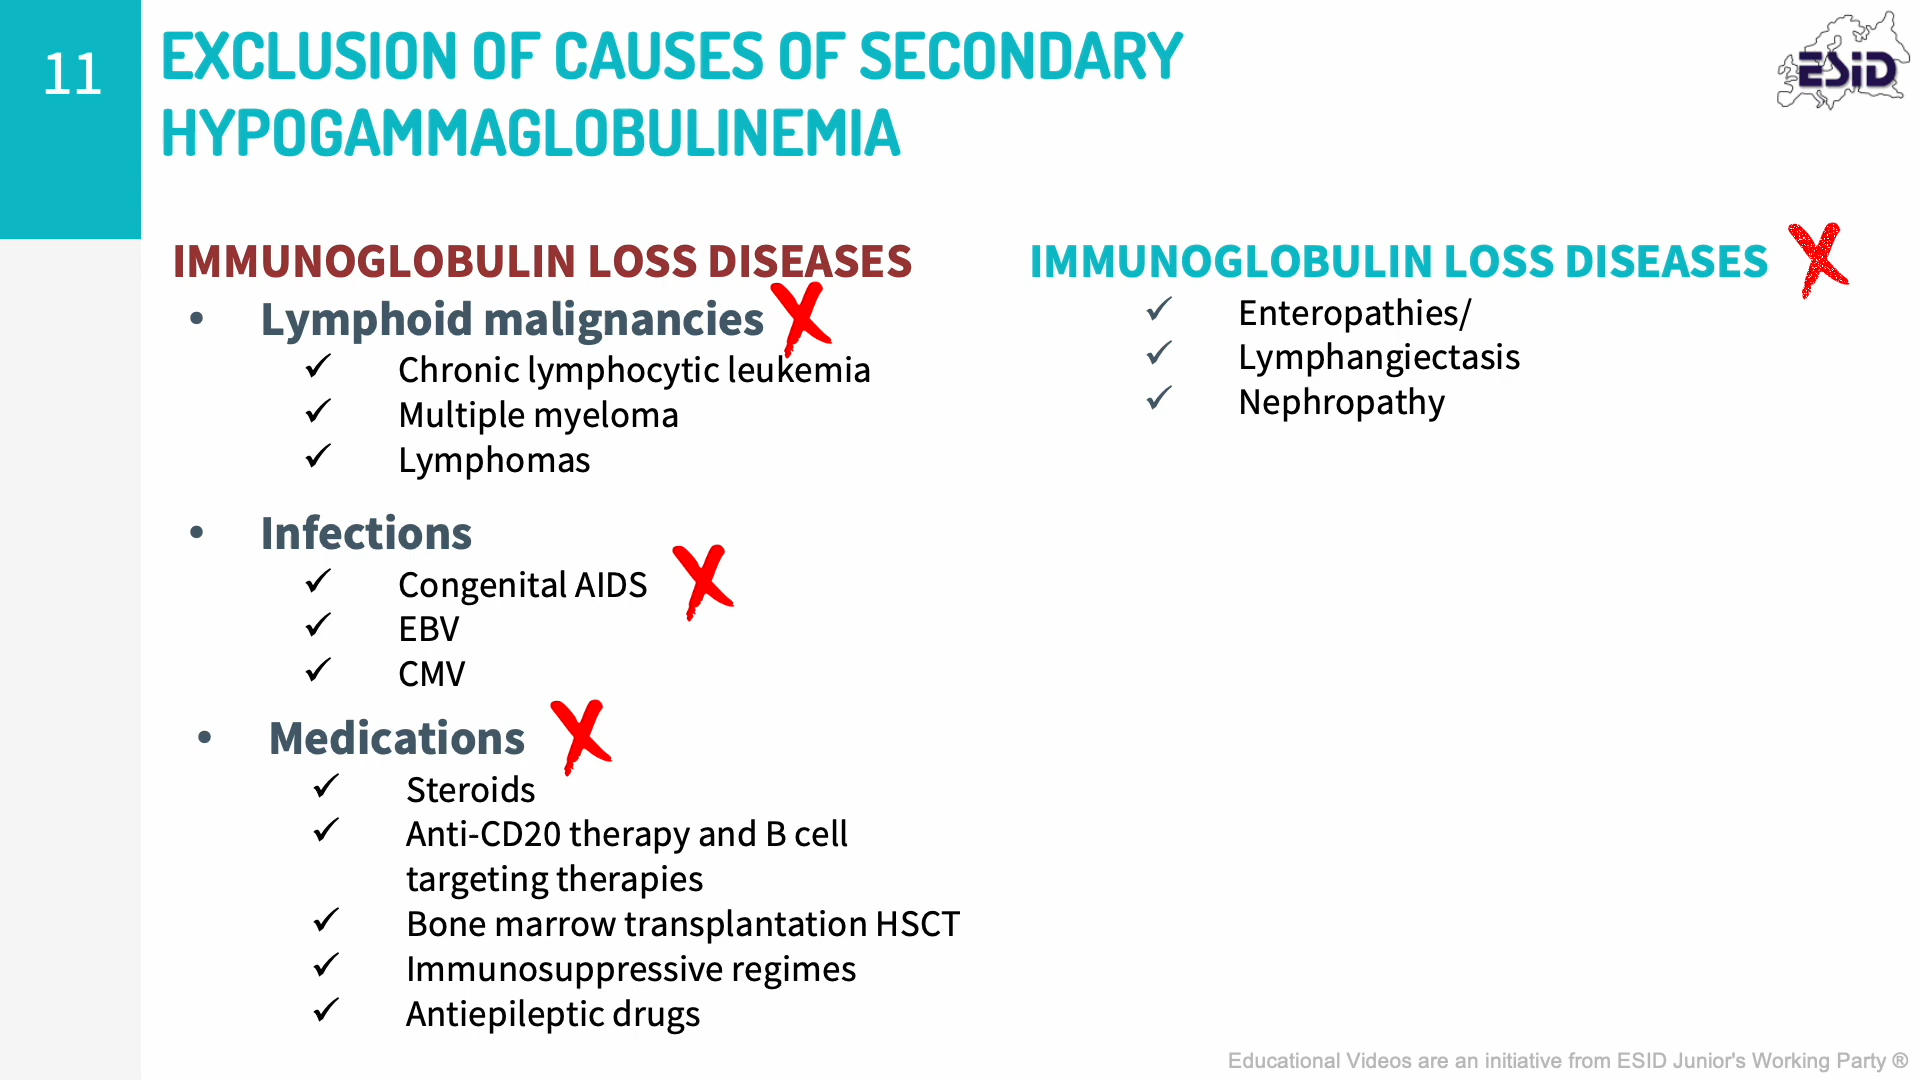 11
EXCLUSION OF CAUSES OF SECONDARY
HYPOGAMMAGLOBULINEMIA
ESiD
IMMUNOGLOBULIN LOSS DISEASES
• Lymphoid malignancies
✓ Chronic lymphocytic leukemia
✓ Multiple myeloma
✓ Lymphomas
• Infections
✓ Congenital AIDS
✓ EBV
✓ CMV
• Medications
✓ Steroids
✓ Anti-CD20 therapy and B cell
targeting therapies
✓ Bone marrow transplantation HSCT
✓ Immunosuppressive regimes
✓ Antiepileptic drugs
IMMUNOGLOBULIN LOSS DISEASES
✓ Enteropathies/
✓ Lymphangiectasis
✓ Nephropathy
Educational Videos are an initiative from ESID Junior's Working Party ®